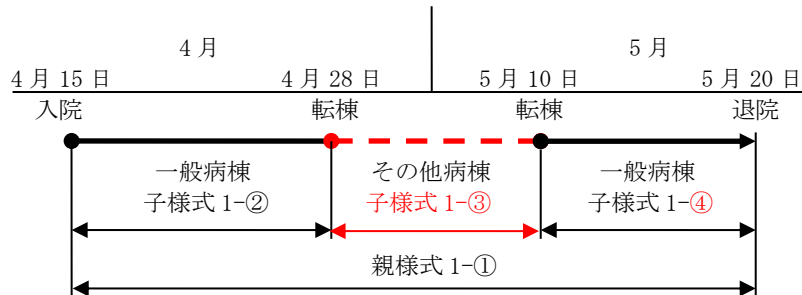 4月 5月
4月15日 4月28日 5月10日 5月20日
入院 転棟 転棟 退院
一般病棟 その他病棟 一般病棟
子様式1-② 子様式1-③ 子様式1-④
親様式1-①